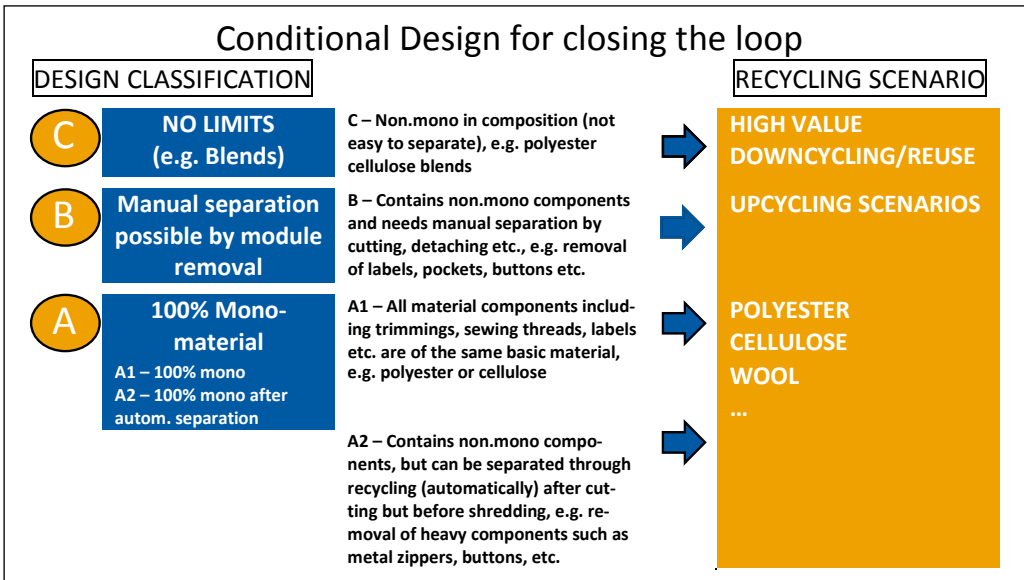 Conditional Design for closing the loop
DESIGN CLASSIFICATION
RECYCLING SCENARIO
C
NO LIMITS
(e.g. Blends)
C – Non.mono in composition (not
easy to separate), e.g. polyester
cellulose blends
HIGH VALUE
DOWNCYCLING/REUSE
B
Manual separation
possible by module
removal
B – Contains non.mono components
and needs manual separation by
cutting, detaching etc., e.g. removal
of labels, pockets, buttons etc.
UPCYCLING SCENARIOS
A
100% Mono-
material
A1 – 100% mono
A2 – 100% mono after
autom. separation
A1 – All material components includ-
ing trimmings, sewing threads, labels
etc. are of the same basic material,
e.g. polyester or cellulose
POLYESTER
CELLULOSE
WOOL
...
A2 – Contains non.mono compo-
nents, but can be separated through
recycling (automatically) after cut-
ting but before shredding, e.g. re-
moval of heavy components such as
metal zippers, buttons, etc.